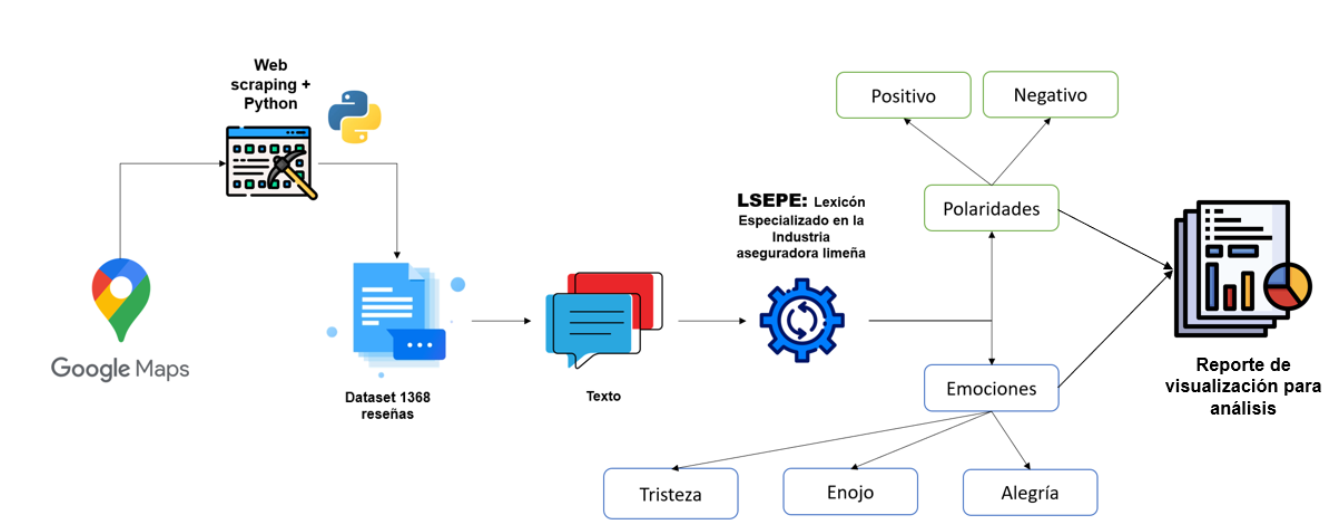 Web
scraping +
Python
Google Maps
Dataset 1368
reseñas
Texto
LSEPE: Lexicón
Especializado en la
Industria
aseguradora limeña
Positivo
Negativo
Polaridades
Emociones
Tristeza
Enojo
Alegría
Reporte de
visualización para
análisis